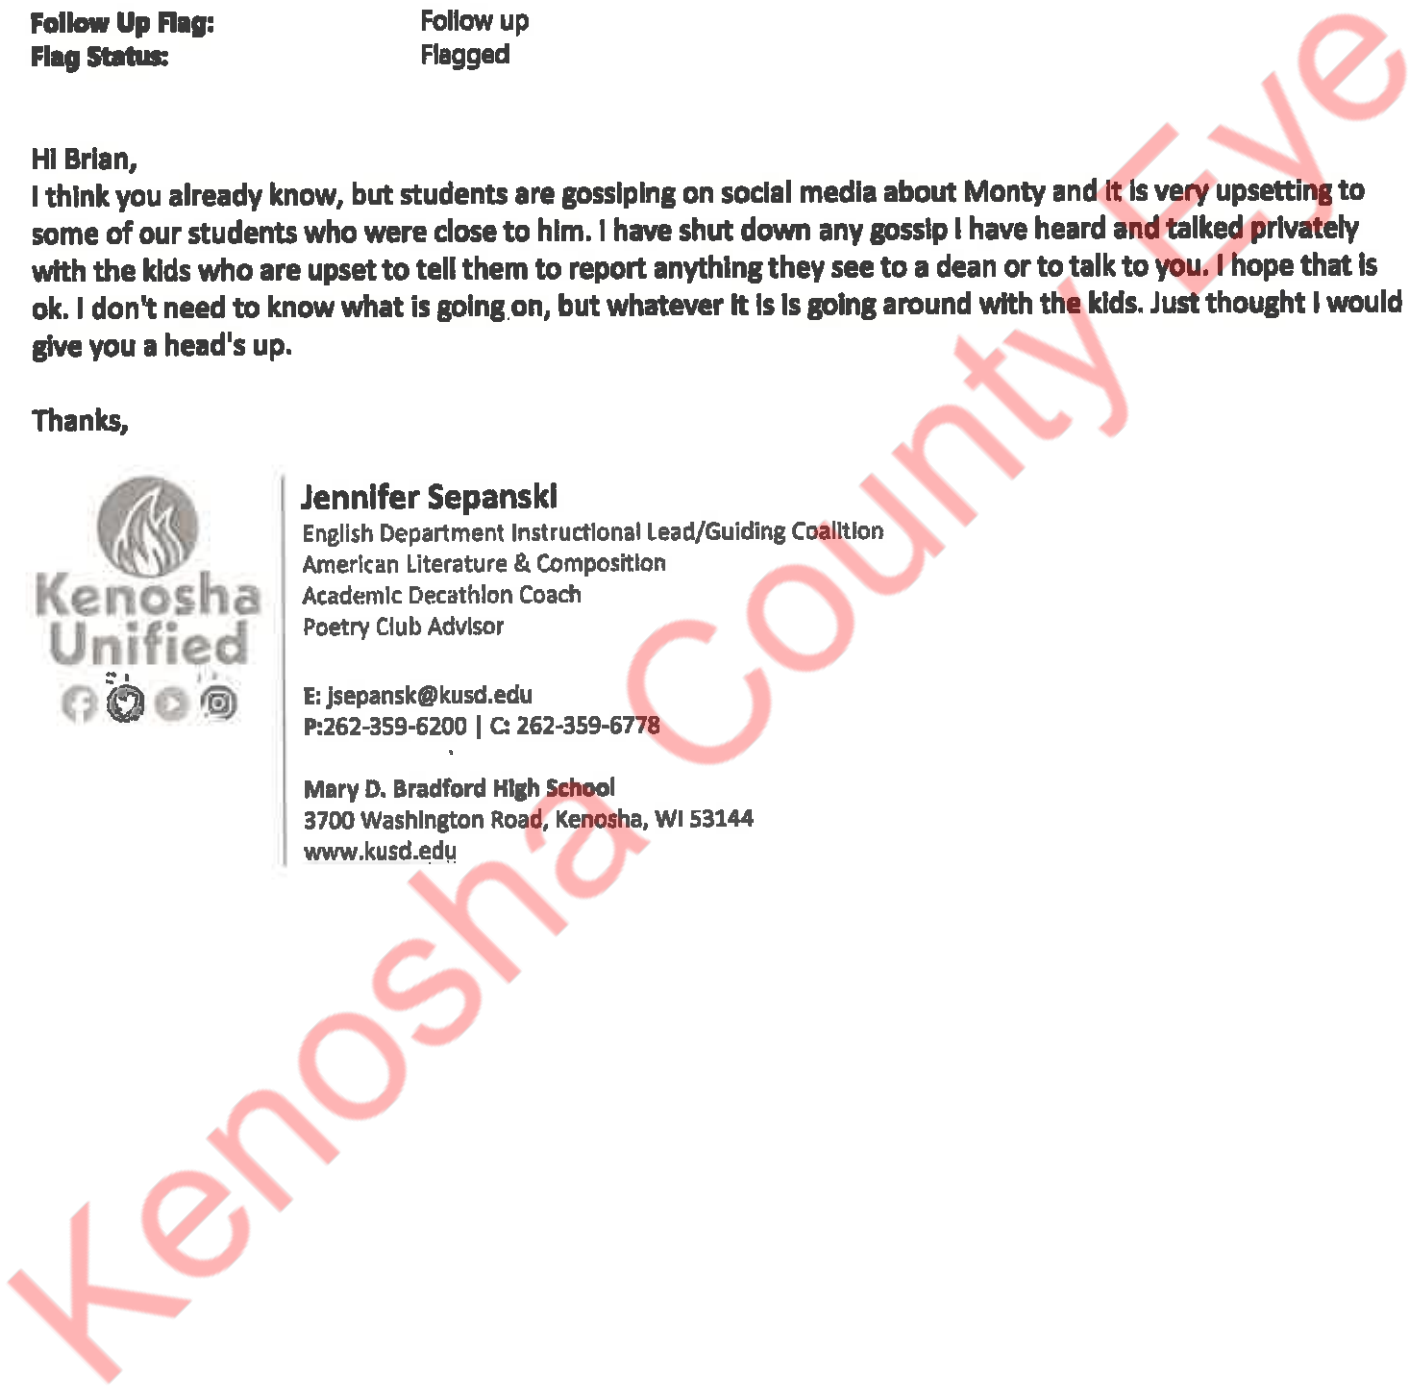 Follow Up Flag: Follow up
Flag Status: Flagged
Hi Brian,
I think you already know, but students are gossiping on social media about Monty and it is very upsetting to
some of our students who were close to him. I have shut down any gossip I have heard and talked privately
with the kids who are upset to tell them to report anything they see to a dean or to talk to you. I hope that is
ok. I don't need to know what is going on, but whatever it is is going around with the kids. Just thought I would
give you a head's up.
Thanks,
Kenosha
Unified
Jennifer Sepanski
English Department Instructional Lead/Guiding Coalition
American Literature & Composition
Academic Decathlon Coach
Poetry Club Advisor
E: jsepansk@kusd.edu
P:262-359-6200 | C: 262-359-6778
Mary D. Bradford High School
3700 Washington Road, Kenosha, WI 53144
www.kusd.edu
Kenosha County Eye